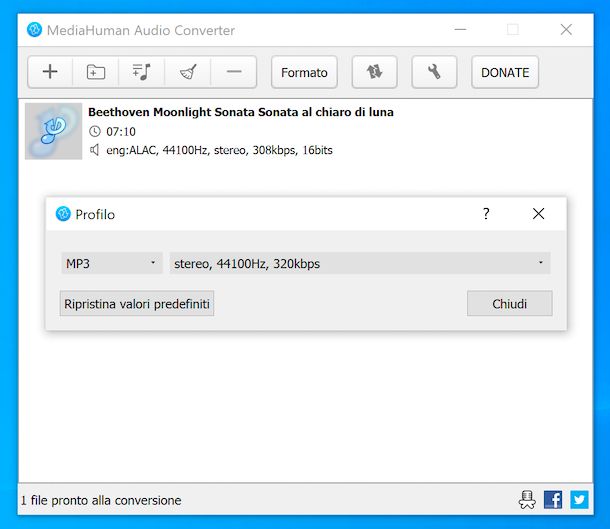 MediaHuman Audio Converter
Formato
DONATE
Beethoven Moonlight Sonata Sonata al chiaro di luna
07:10
eng:ALAC, 44100Hz, stereo, 308kbps, 16bits
Profilo
?
MP3
stereo, 44100Hz, 320kbps
Ripristina valori predefiniti
Chiudi
1 file pronto alla conversione